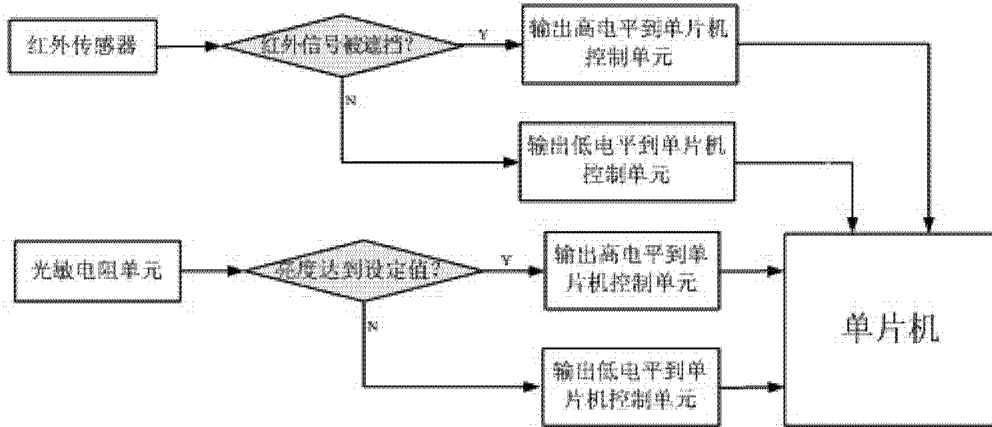 红外传感器
红外信号被遮挡?
Y
输出高电平到单片机
控制单元
N
输出低电平到单片机
控制单元
光敏电阻单元
亮度达到设定值?
Y
输出高电平到单
片机控制单元
N
输出低电平到单
片机控制单元
单片机